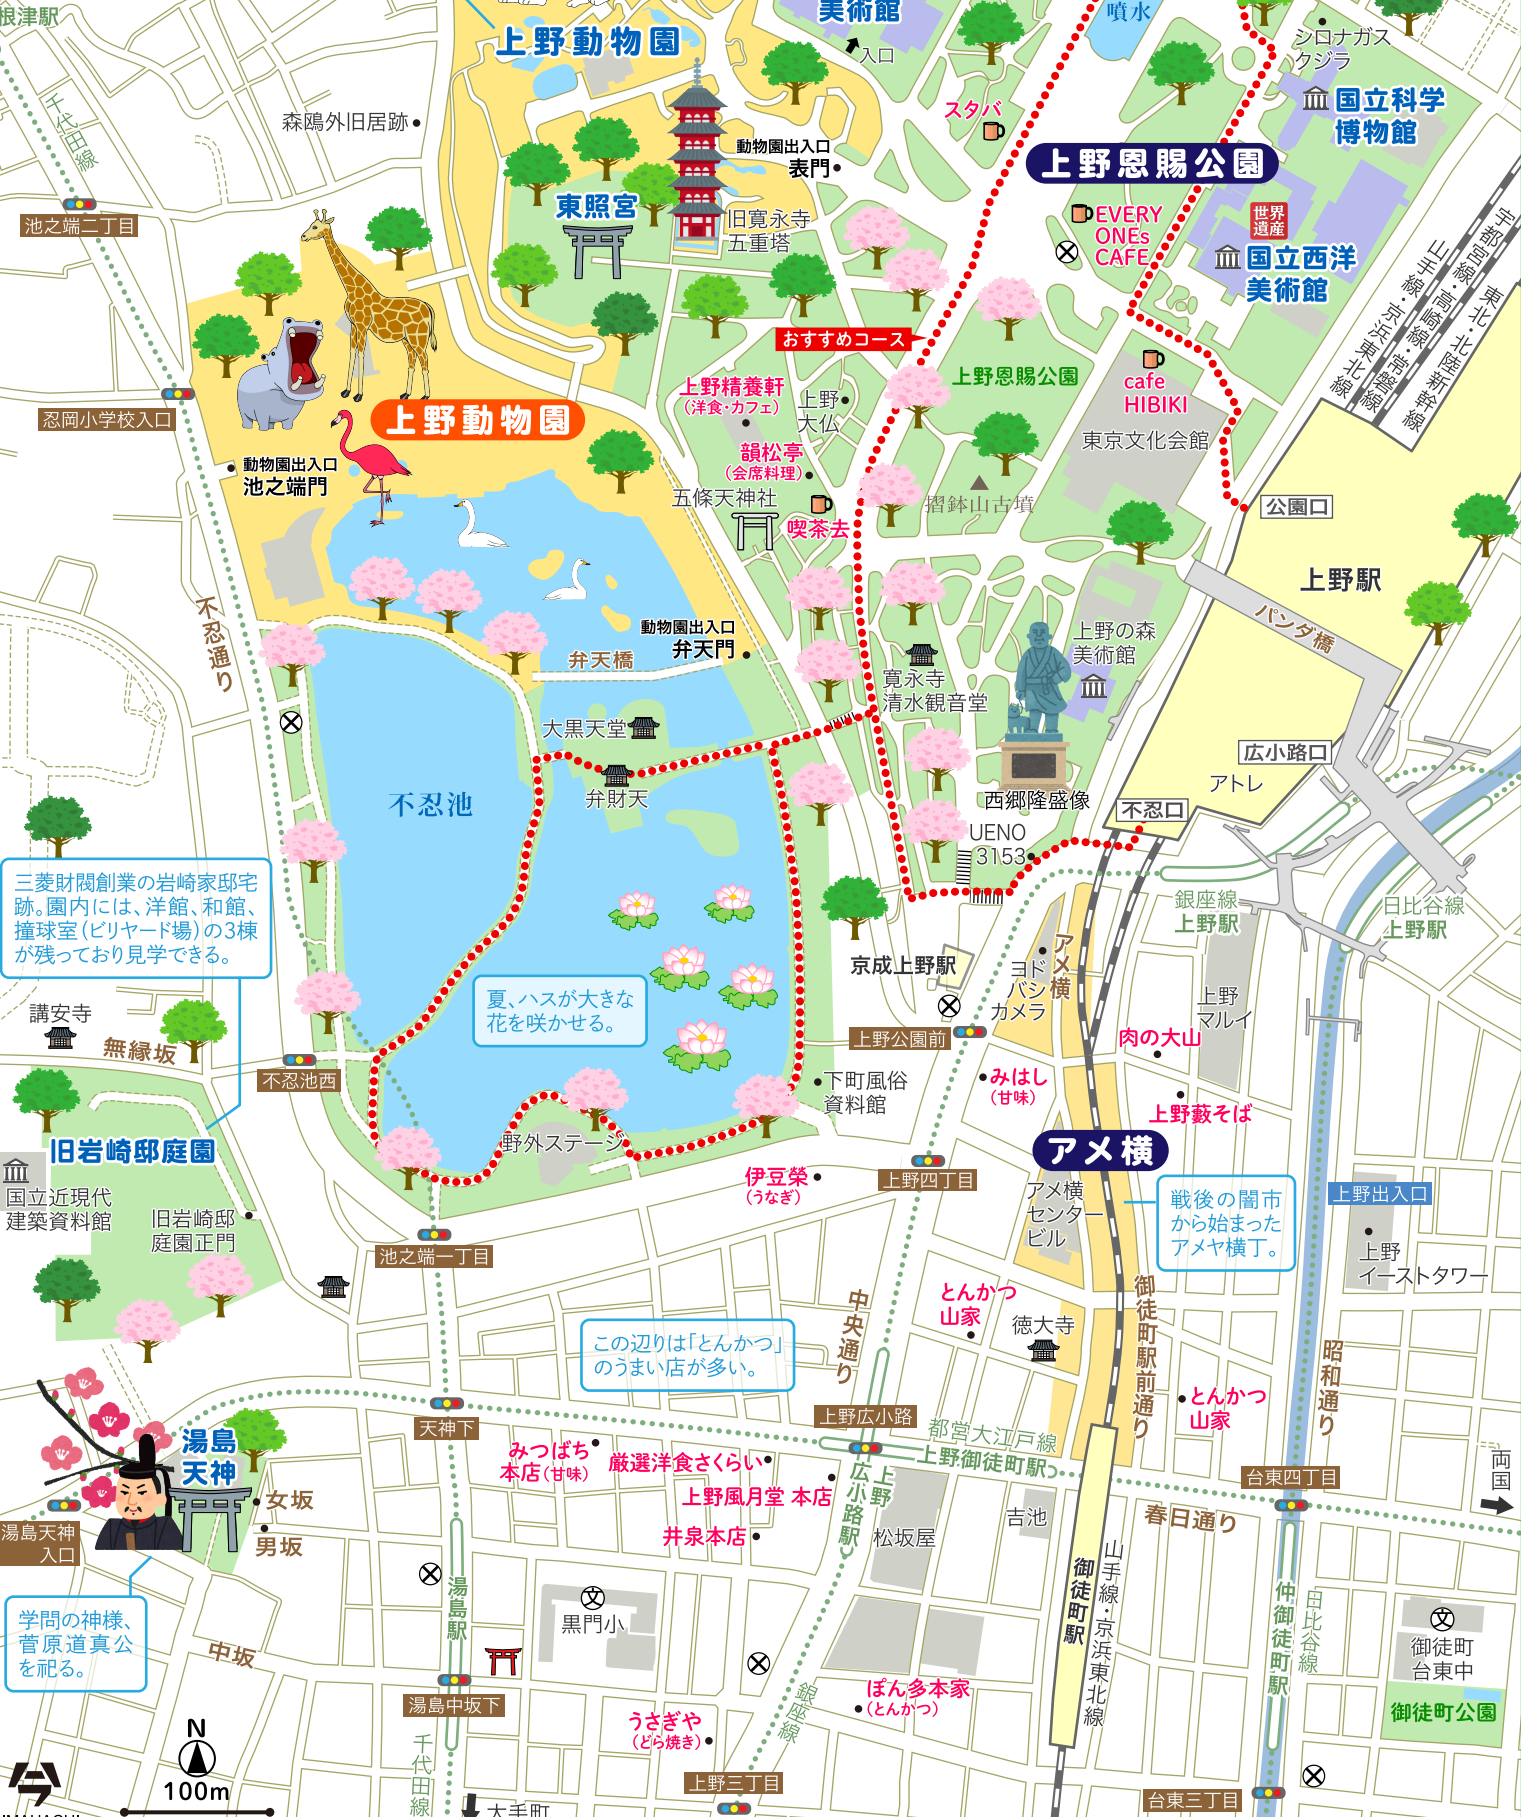 根津駅
千代田線
上野動物園
美術館
入口
噴水
シロナガス
クジラ
国立科学
博物館
森鴎外旧居跡
スタバ
上野恩賜公園
動物園出入口
表門
池之端二丁目
東照宮
旧寛永寺
五重塔
EVERY
ONEs
CAFE
世界
遺産
国立西洋
美術館
宇都宮線・高崎線・常磐線
山手線・京浜東北線
東北・北陸新幹線
おすすめコース
上野精養軒
(洋食・カフェ)
上野
大仏
上野恩賜公園
cafe
HIBIKI
東京文化会館
忍岡小学校入口
上野動物園
動物園出入口
池之端門
韻松亭
(会席料理)
五條天神社
喫茶去
摺鉢山古墳
公園口
上野駅
パンダ橋
不忍通り
動物園出入口
弁天門
弁天橋
上野の森
美術館
寛永寺
清水観音堂
大黒天堂
弁財天
不忍池
西郷隆盛像
広小路口
アトレ
不忍口
UENO
3153
三菱財閥創業の岩崎家邸宅
跡。園内には、洋館、和館、
撞球室(ビリヤード場)の3棟
が残っており見学できる。
銀座線
上野駅
日比谷線
上野駅
京成上野駅
ヨド
バシ
カメラ
アメ横
上野
マルイ
夏、ハスが大きな
花を咲かせる。
講安寺
無縁坂
不忍池西
上野公園前
肉の大山
みはし
(甘味)
下町風俗
資料館
上野藪そば
旧岩崎邸庭園
野外ステージ
アメ横
国立近現代
建築資料館
旧岩崎邸
庭園正門
伊豆榮
(うなぎ)
上野四丁目
アメ横
センター
ビル
戦後の闇市
から始まった
アメヤ横丁。
上野出入口
上野
イーストタワー
池之端一丁目
とんかつ
山家
徳大寺
中央通り
御徒町駅前通り
昭和通り
この辺りは「とんかつ」
のうまい店が多い。
とんかつ
山家
天神下
上野広小路
都営大江戸線
上野御徒町駅
湯島
天神
みつばち
本店(甘味)
厳選洋食さくらい
上野風月堂 本店
井泉本店
上野
広小路駅
松坂屋
吉池
台東四丁目
春日通り
両国
女坂
男坂
湯島天神
入口
学問の神様、
菅原道真公
を祀る。
中坂
湯島駅
黒門小
御徒町駅
山手線・京浜東北線
仲御徒町駅
日比谷線
御徒町
台東中
御徒町公園
湯島中坂下
うさぎや
(どら焼き)
銀座線
ぽん多本家
(とんかつ)
千代田線
大手町
上野三丁目
台東三丁目
N
100m